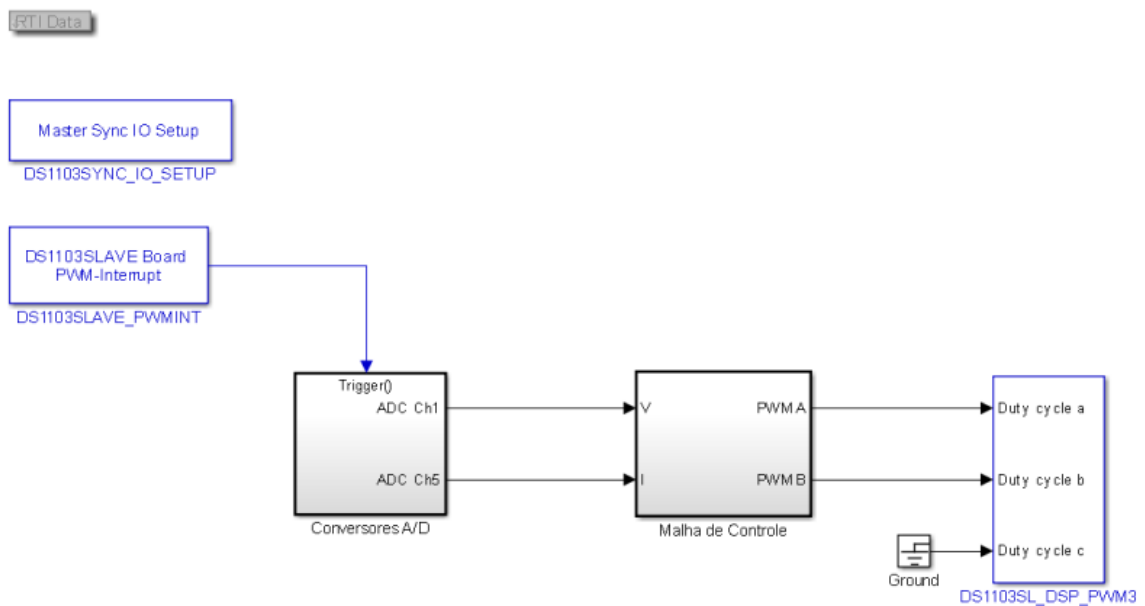 RTI Data
Master Sync IO Setup
DS1103SYNC_IO_SETUP
DS1103SLAVE Board
PWM-Interrupt
DS1103SLAVE_PWMINT
Trigger()
ADC Ch1
ADC Ch5
Conversores A/D
V
I
PWM A
PWM B
Malha de Controle
Ground
Duty cycle a
Duty cycle b
Duty cycle c
DS1103SL_DSP_PWM3